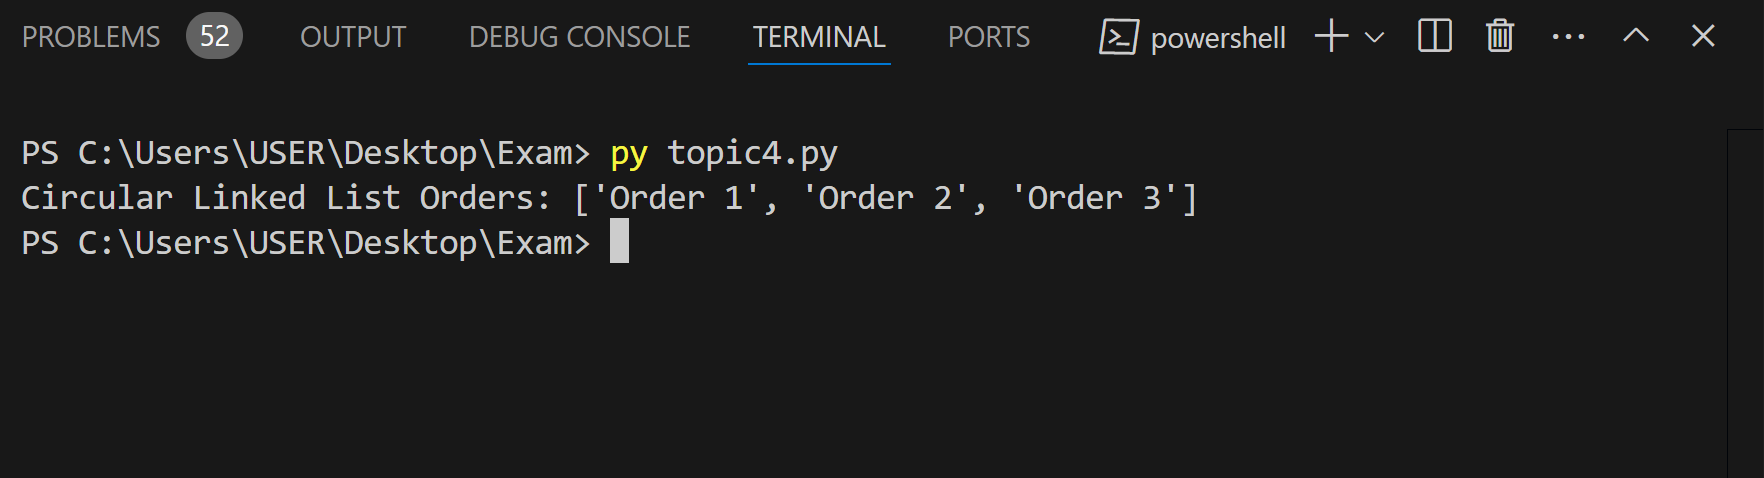 PROBLEMS 52 OUTPUT DEBUG CONSOLE TERMINAL PORTS powershell
PS C:\Users\USER\Desktop\Exam> py topic4.py
Circular Linked List Orders: ['Order 1', 'Order 2', 'Order 3']
PS C:\Users\USER\Desktop\Exam>